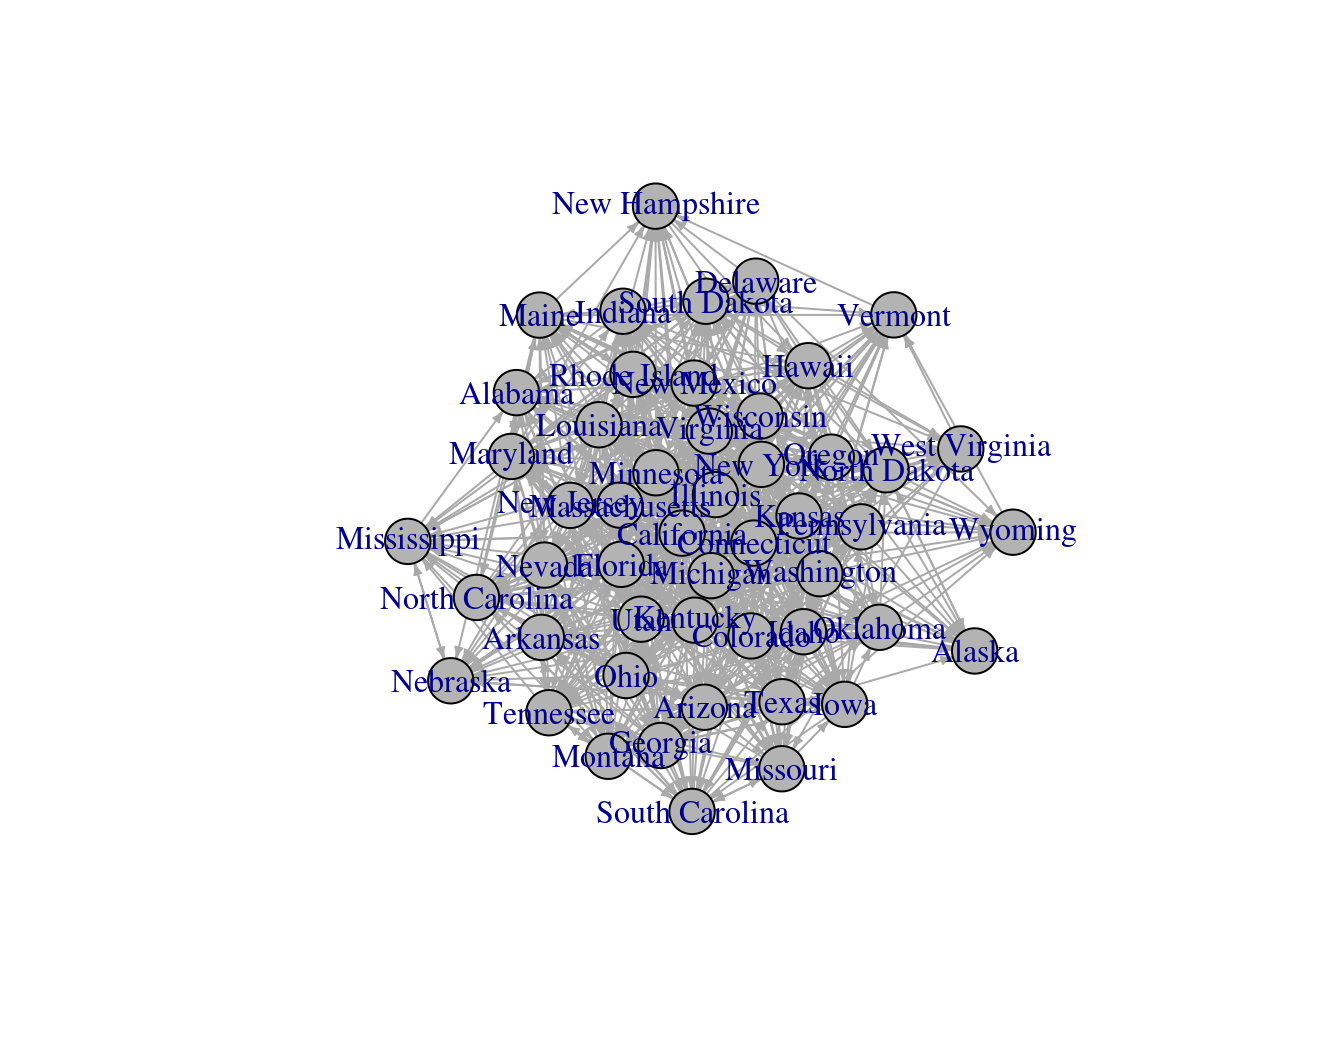 New Hampshire
Delaware
South Dakota
Maine
Indiana
Vermont
Hawaii
Rhode Island
New Mexico
Alabama
Wisconsin
Louisiana
Virginia
West Virginia
Maryland
Oregon
New York
North Dakota
Minnesota
Illinois
New Jersey
Massachusetts
Kansas
Pennsylvania
Wyoming
California
Mississippi
Connecticut
Nevada
Florida
Michigan
Washington
North Carolina
Utah
Kentucky
Oklahoma
Arkansas
Colorado
Idaho
Alaska
Ohio
Nebraska
Tennessee
Arizona
Texas
Iowa
Georgia
Montana
Missouri
South Carolina